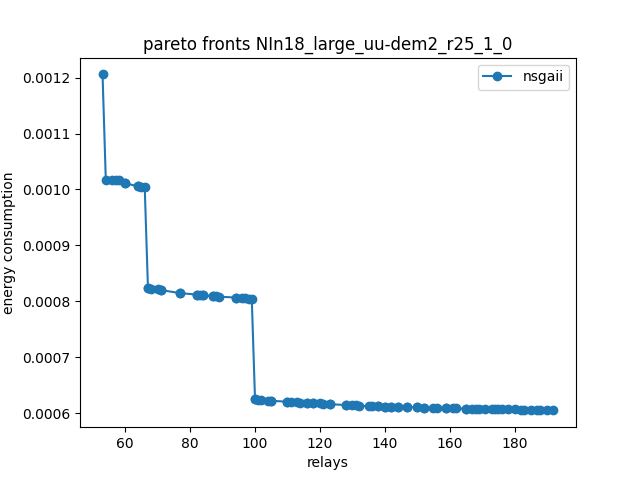 pareto fronts NIn18_large_uu-dem2_r25_1_0
nsgaii
energy consumption
0.0012
0.0011
0.0010
0.0009
0.0008
0.0007
0.0006
60 80 100 120 140 160 180
relays